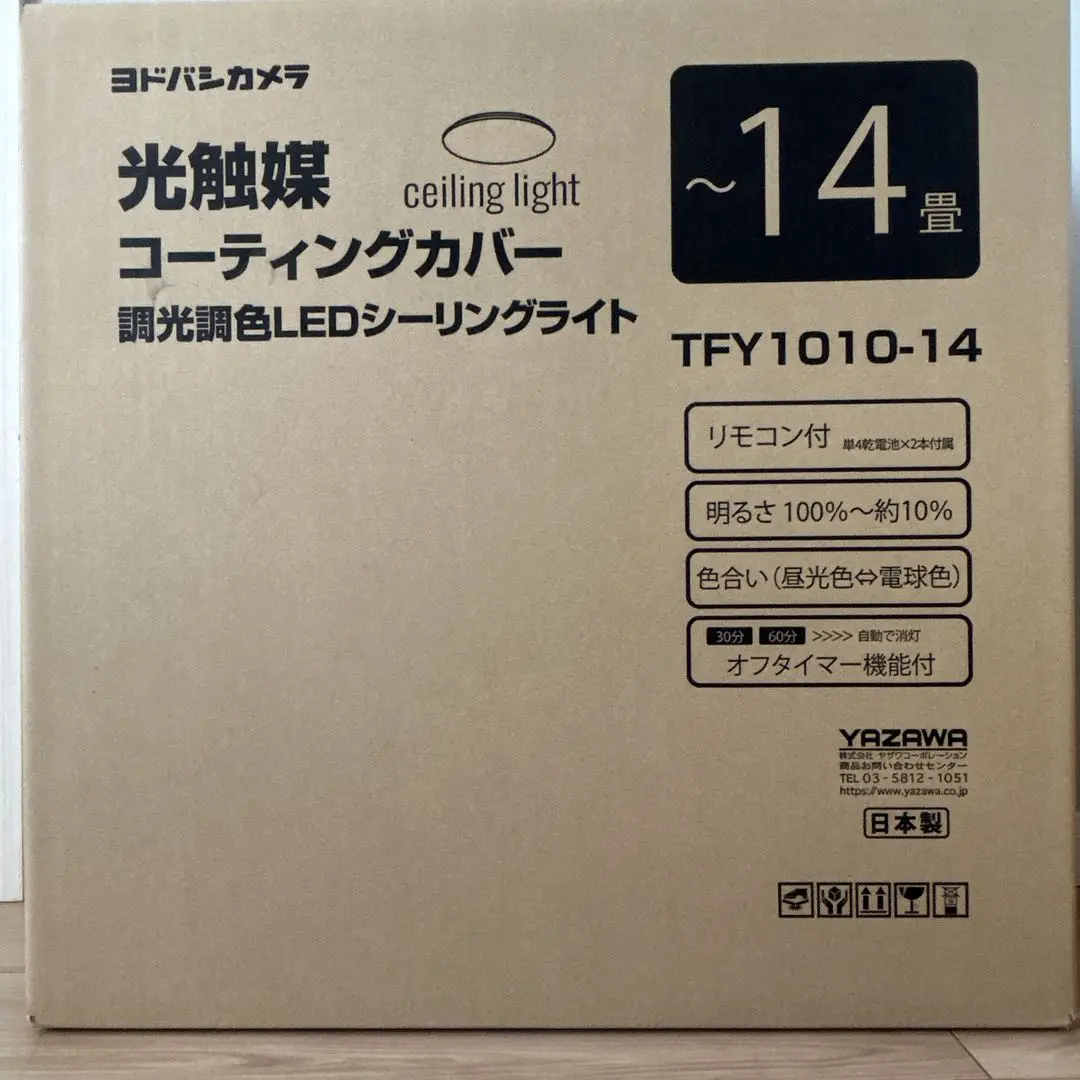 ヨドバシカメラ
光触媒
ceiling light
コーティングカバー
調光調色LEDシーリングライト
～14畳
TFY1010-14
リモコン付 単4乾電池×2本付属
明るさ 100%～約10%
色合い（昼光色⇔電球色）
30分 60分 >>>> 自動で消灯
オフタイマー機能付
YAZAWA
株式会社 ヤザワコーポレーション
商品お問い合わせセンター
TEL 03-5812-1051
https://www.yazawa.co.jp
日本製